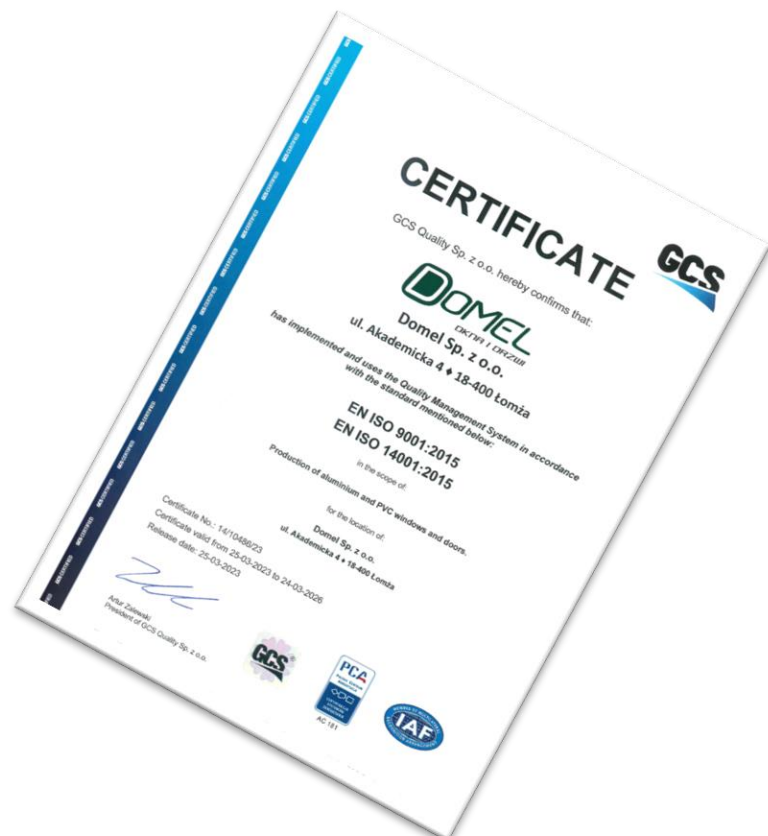 CERTIFICATE
GCS
GCS Quality Sp. z o.o. hereby confirms that:
DOMEL
OKNA I DRZWI
Domel Sp. z o.o.
ul. Akademicka 4 ♦ 18-400 Łomża
has implemented and uses the Quality Management System in accordance
with the standard mentioned below:
EN ISO 9001:2015
EN ISO 14001:2015
in the scope of:
Production of aluminium and PVC windows and doors.
for the location of:
Domel Sp. z o.o.
ul. Akademicka 4 ♦ 18-400 Łomża
Certificate No.: 14/10486/23
Certificate valid from 25-03-2023 to 24-03-2026
Release date: 25-03-2023
Artur Zalewski
President of GCS Quality Sp. z o.o.
GCS
PCA
AC 181
IAF